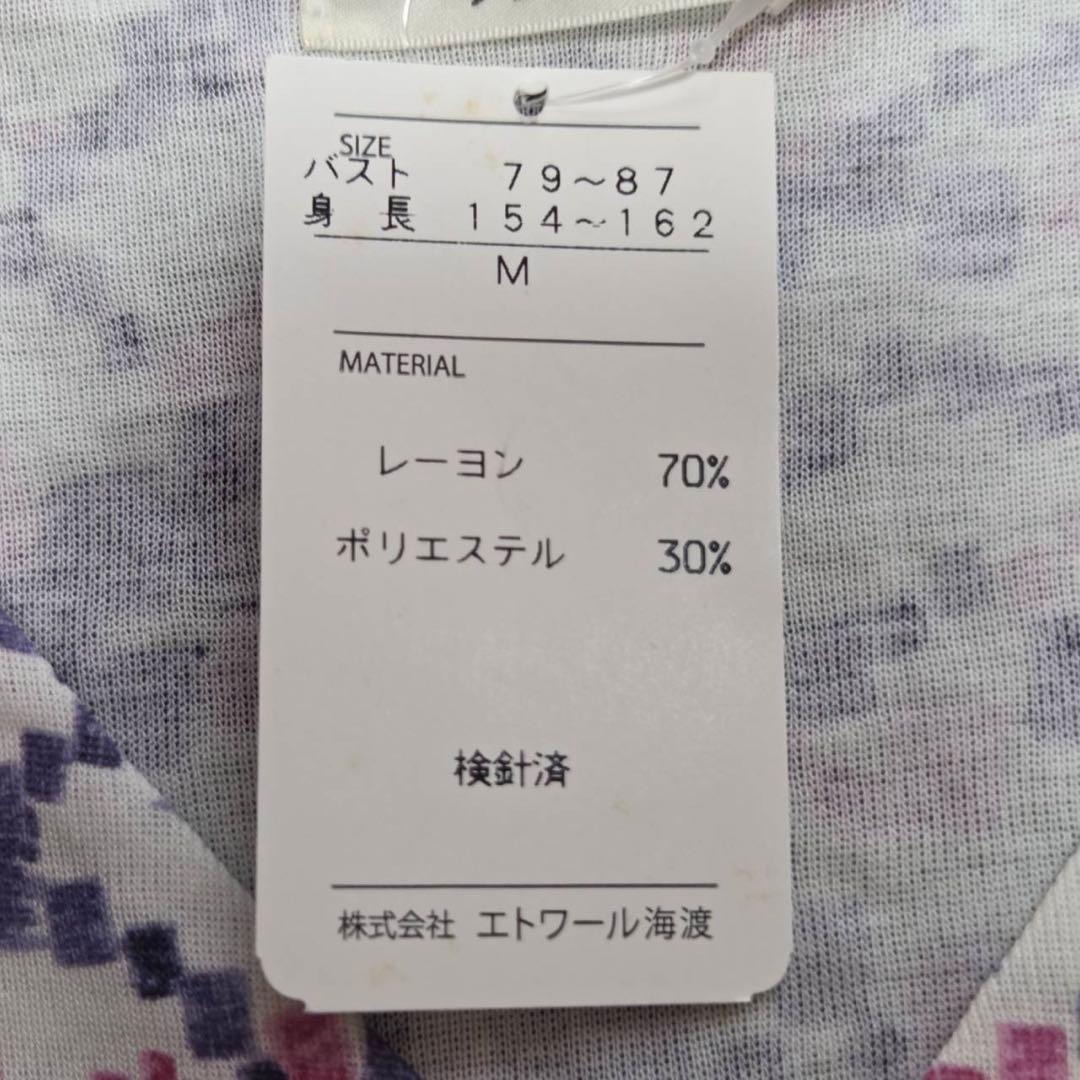 SIZE
バスト 79～87
身長 154～162
M
MATERIAL
レーヨン 70%
ポリエステル 30%
検針済
株式会社 エトワール海渡